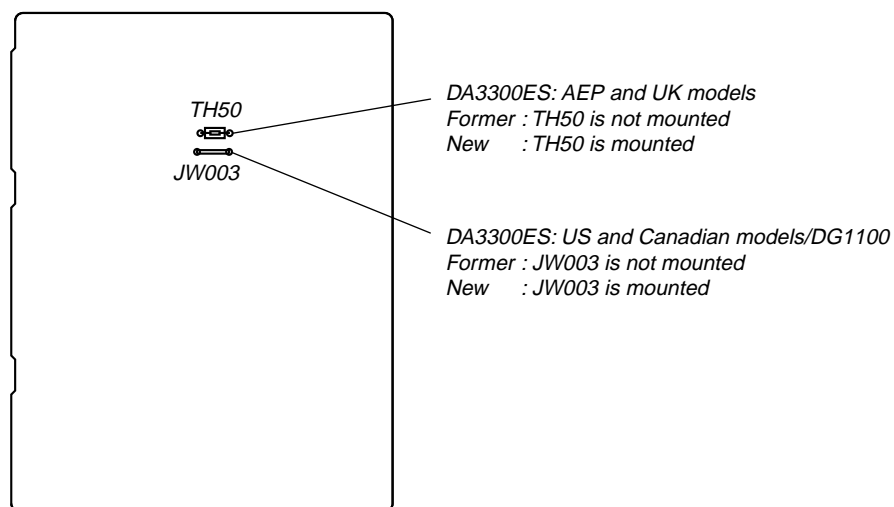 TH50
JW003
DA3300ES: AEP and UK models
Former : TH50 is not mounted
New : TH50 is mounted
DA3300ES: US and Canadian models/DG1100
Former : JW003 is not mounted
New : JW003 is mounted